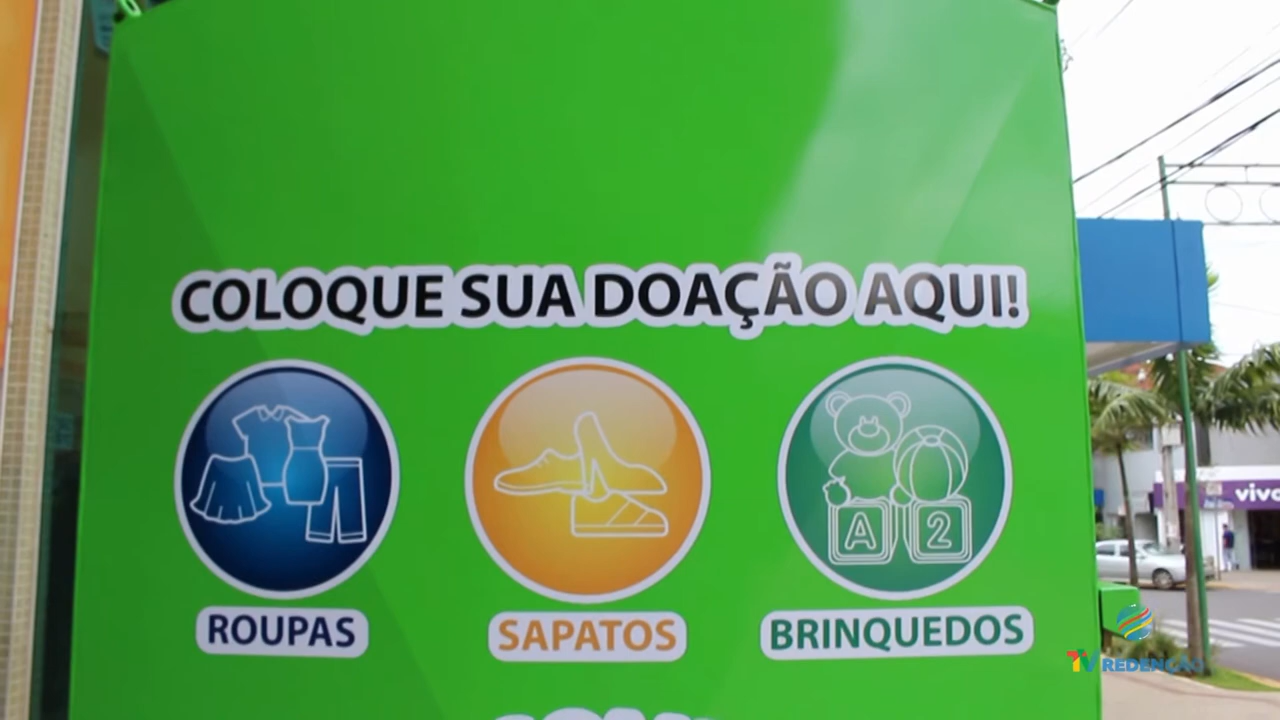 COLOQUE SUA DOAÇÃO AQUI!
A 2
ROUPAS SAPATOS BRINQUEDOS
vivo
TV REDENÇÃO